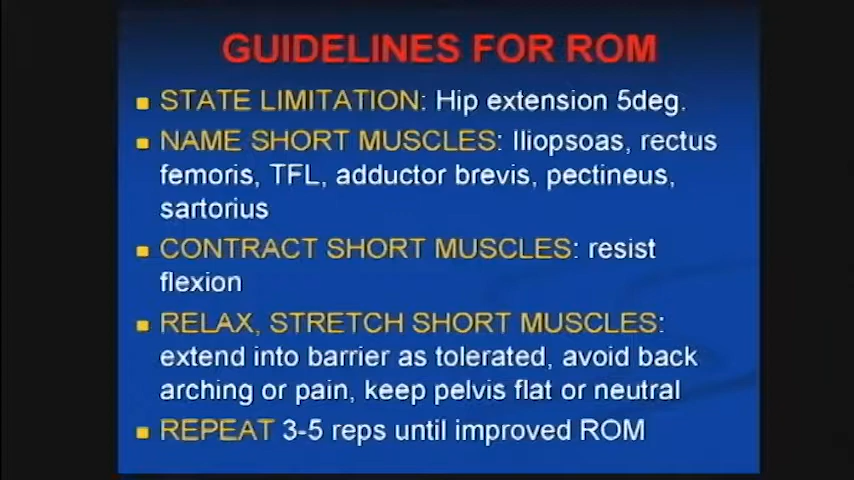 GUIDELINES FOR ROM
STATE LIMITATION: Hip extension 5deg.
NAME SHORT MUSCLES: Iliopsoas, rectus
femoris, TFL, adductor brevis, pectineus,
sartorius
CONTRACT SHORT MUSCLES: resist
flexion
RELAX, STRETCH SHORT MUSCLES:
extend into barrier as tolerated, avoid back
arching or pain, keep pelvis flat or neutral
REPEAT 3-5 reps until improved ROM